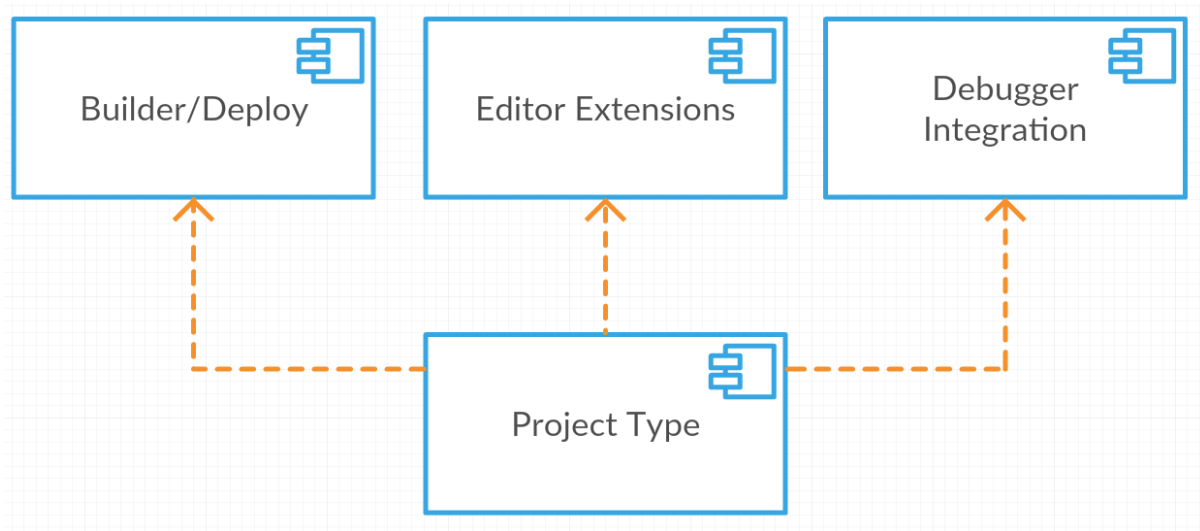 Builder/Deploy
Editor Extensions
Debugger
Integration
Project Type